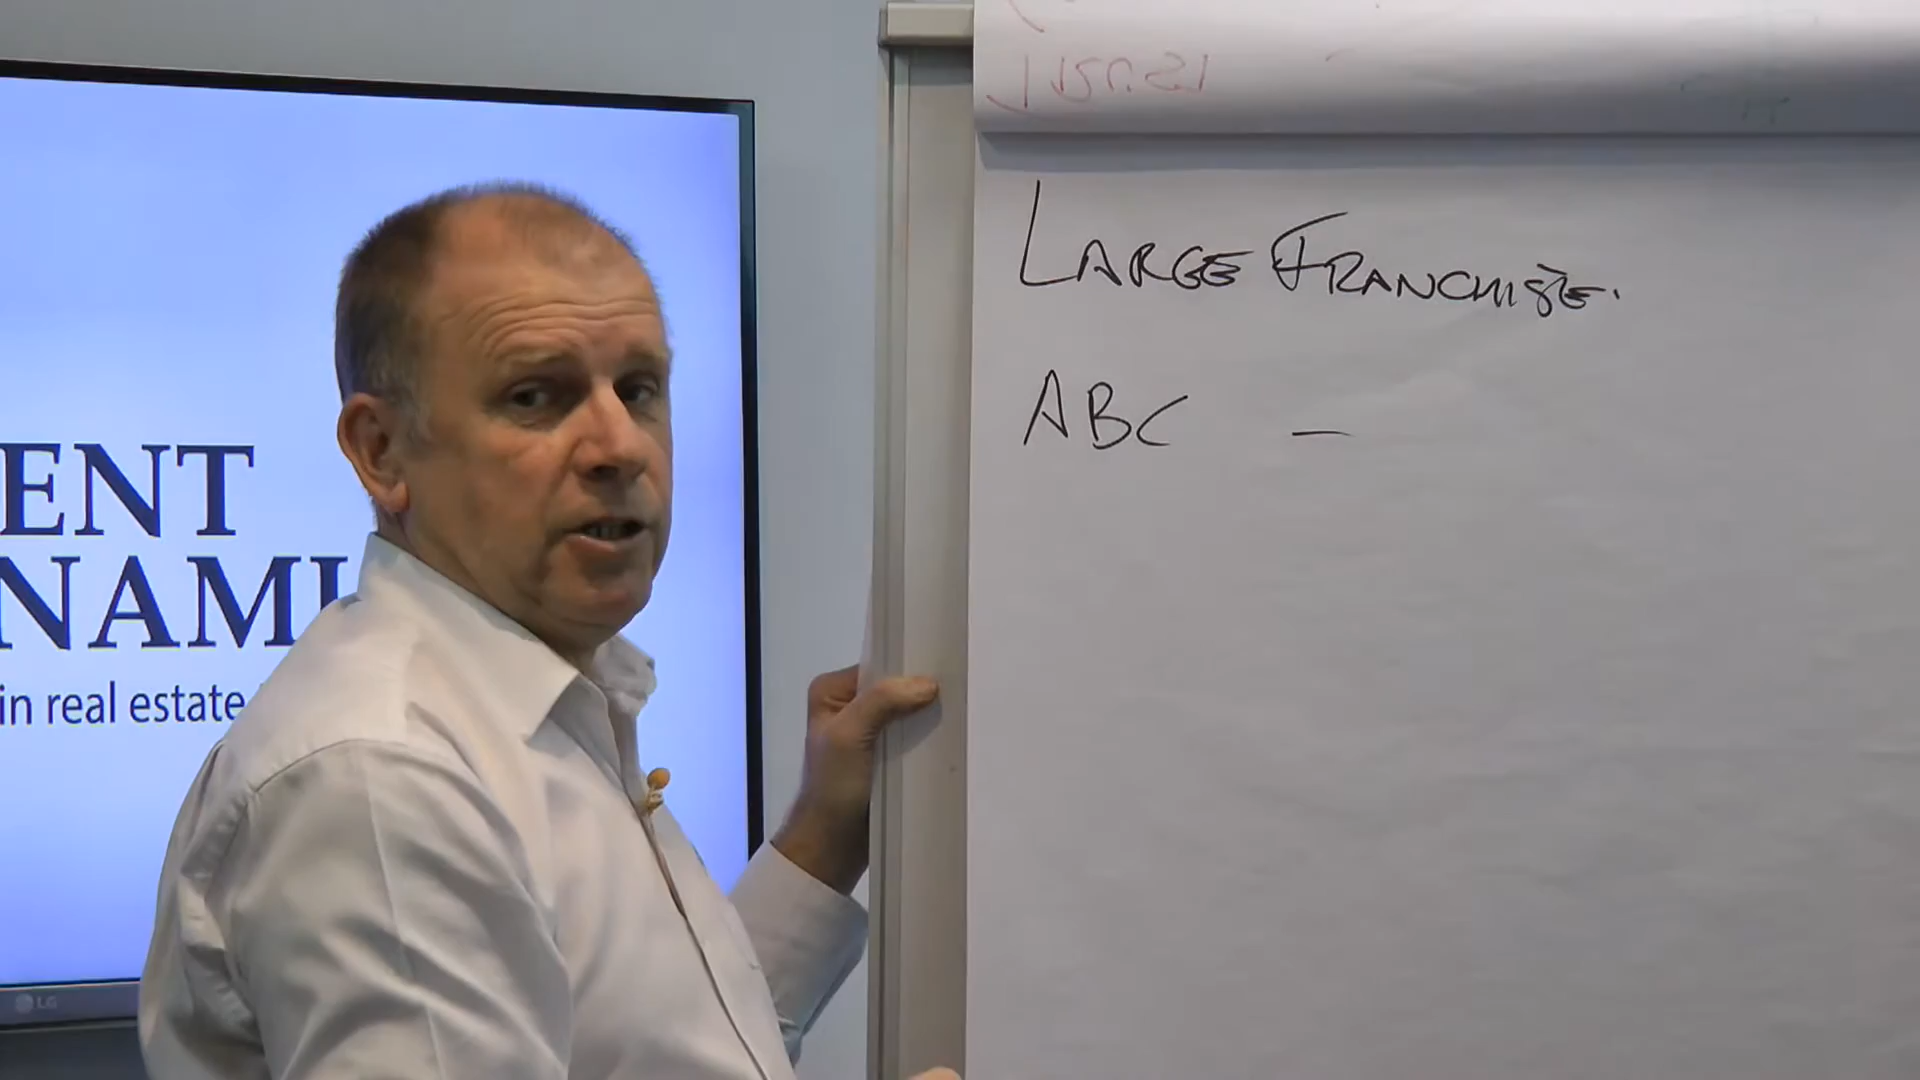 ENT
NAMI
in real estate
LG
LARGE FRANCHISE.
ABC -